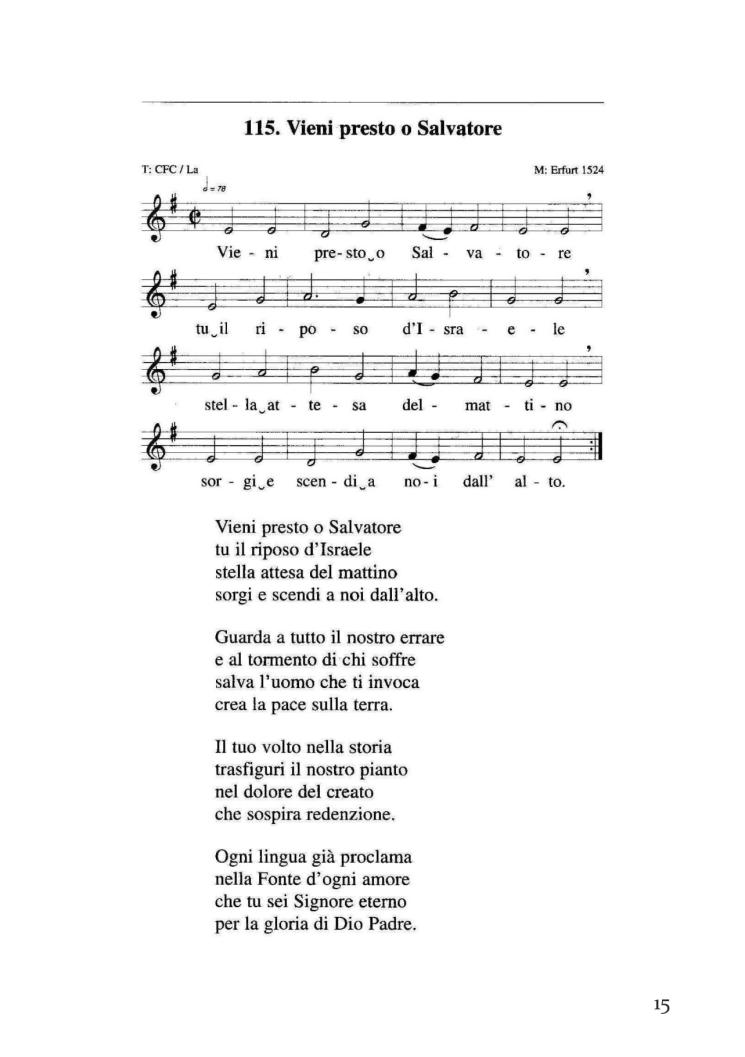 115. Vieni presto o Salvatore
T: CFC / La
M: Erfurt 1524
𝅗𝅥 = 78
Vie - ni pre- sto‿o Sal - va - to - re
tu‿il ri - po - so d'I - sra - e - le
stel - la‿at - te - sa del - mat - ti - no
sor - gi‿e scen - di‿a no - i dall' al - to.
Vieni presto o Salvatore
tu il riposo d'Israele
stella attesa del mattino
sorgi e scendi a noi dall'alto.
Guarda a tutto il nostro errare
e al tormento di chi soffre
salva l'uomo che ti invoca
crea la pace sulla terra.
Il tuo volto nella storia
trasfiguri il nostro pianto
nel dolore del creato
che sospira redenzione.
Ogni lingua già proclama
nella Fonte d'ogni amore
che tu sei Signore eterno
per la gloria di Dio Padre.
15